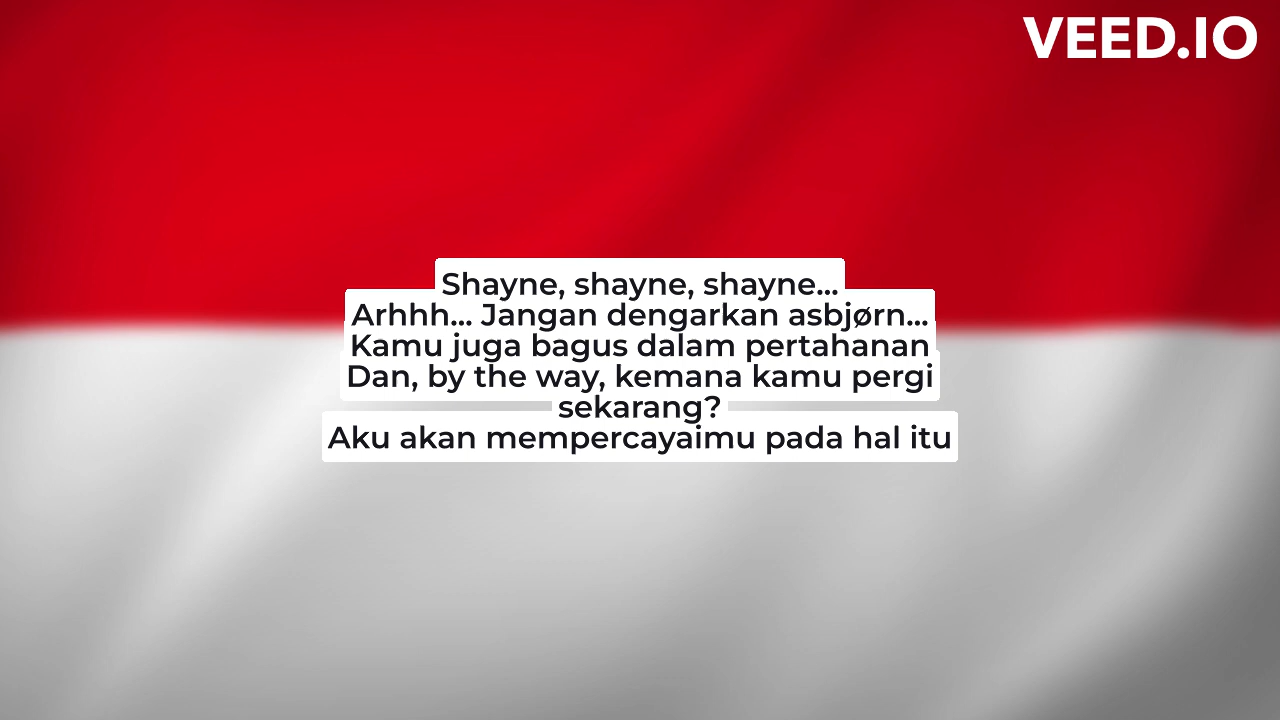 VEED.IO
Shayne, shayne, shayne...
Arhhh... Jangan dengarkan asbjørn...
Kamu juga bagus dalam pertahanan
Dan, by the way, kemana kamu pergi
sekarang?
Aku akan mempercayaimu pada hal itu